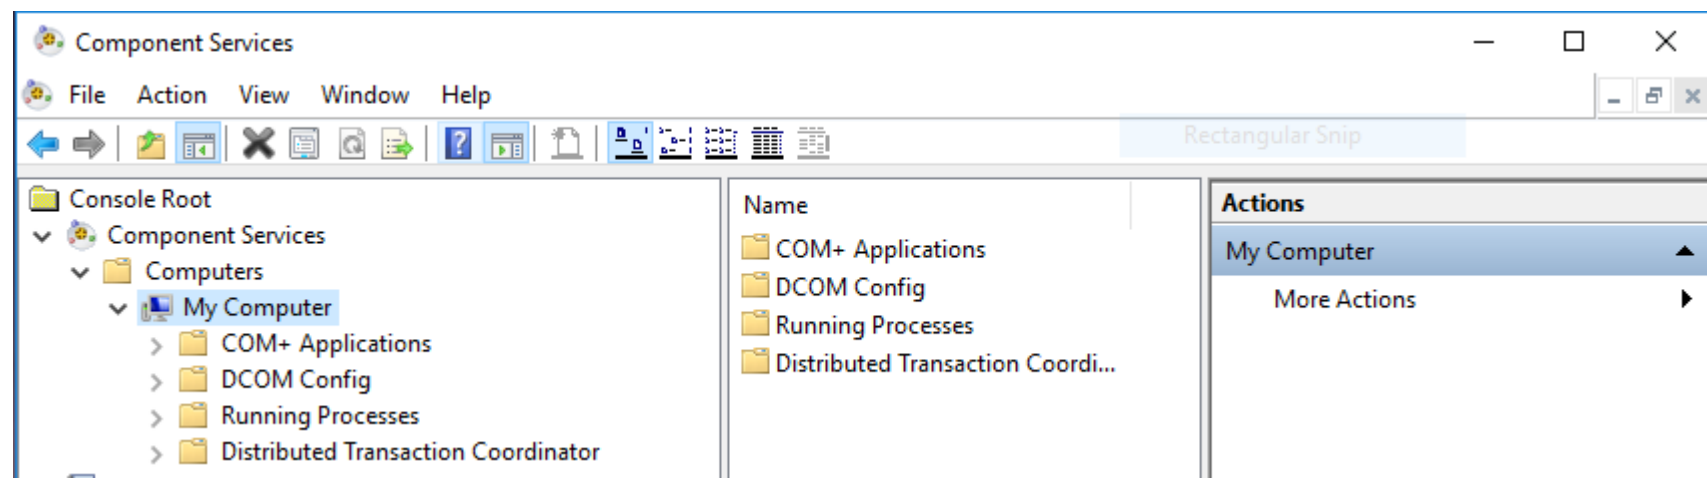 Component Services
File Action View Window Help
Rectangular Snip
Console Root
Component Services
Computers
My Computer
COM+ Applications
DCOM Config
Running Processes
Distributed Transaction Coordinator
Name
COM+ Applications
DCOM Config
Running Processes
Distributed Transaction Coordi...
Actions
My Computer
More Actions